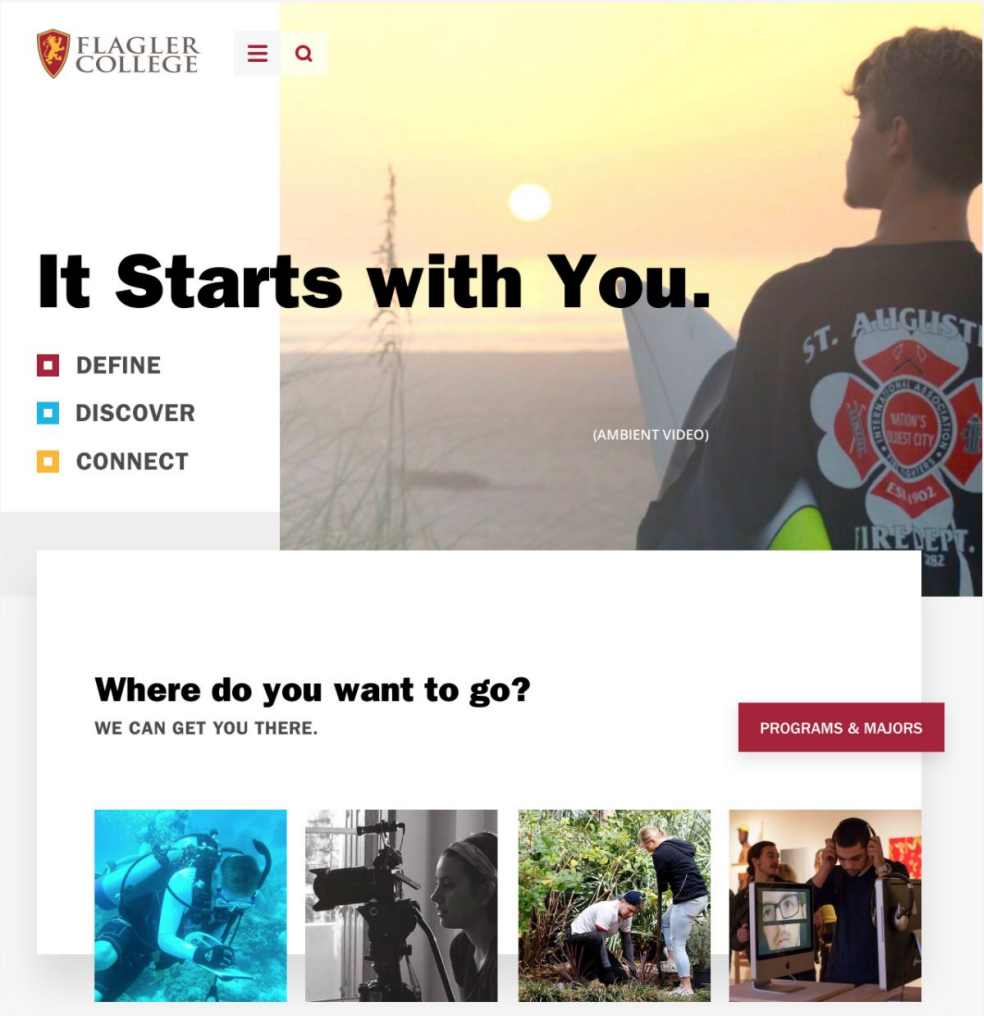 FLAGLER
COLLEGE
It Starts with You.
DEFINE
DISCOVER
CONNECT
(AMBIENT VIDEO)
ST. AUGUSTI
INTERNATIONAL ASSOCIATION
NATION'S
OLDEST CITY
FIREFIGHTERS
EST. 1902
FIRE DEPT.
Where do you want to go?
WE CAN GET YOU THERE.
PROGRAMS & MAJORS